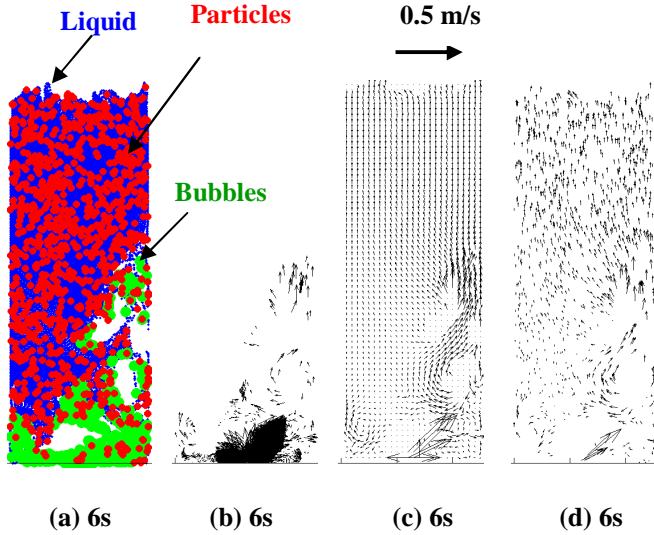 Liquid
Particles
0.5 m/s
Bubbles
(a) 6s
(b) 6s
(c) 6s
(d) 6s